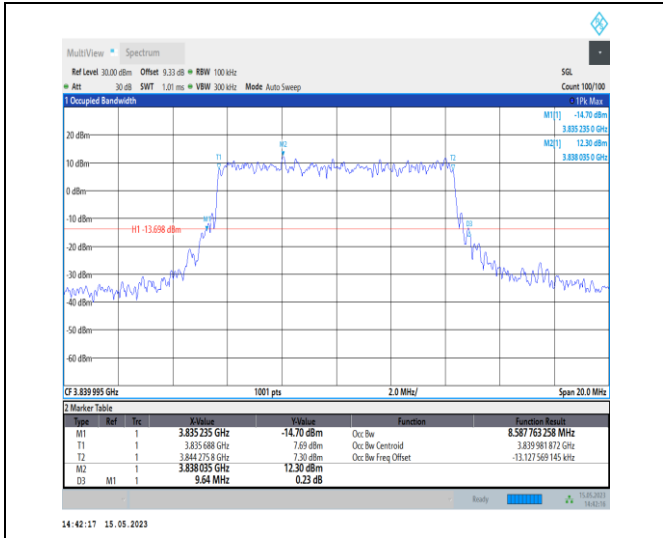 MultiView Spectrum
Ref Level 30.00 dBm Offset 9.33 dB RBW 100 kHz SGL
Att 30 dB SWT 1.01 ms VBW 300 kHz Mode Auto Sweep Count 100/100
1 Occupied Bandwidth 1Pk Max
M1[1] -14.70 dBm
3.835 235 0 GHz
M2[1] 12.30 dBm
3.838 035 0 GHz
20 dBm
M2
T1 T2
10 dBm
0 dBm
-10 dBm
M1
D3
H1 -13.698 dBm
-20 dBm
-30 dBm
-40 dBm
-50 dBm
-60 dBm
CF 3.839 995 GHz 1001 pts 2.0 MHz/ Span 20.0 MHz
2 Marker Table
Type Ref Trc X-Value Y-Value Function Function Result
M1 1 3.835 235 GHz -14.70 dBm Occ Bw 8.587 763 258 MHz
T1 1 3.835 688 GHz 7.69 dBm Occ Bw Centroid 3.839 981 872 GHz
T2 1 3.844 275 8 GHz 7.30 dBm Occ Bw Freq Offset -13.127 569 145 kHz
M2 1 3.838 035 GHz 12.30 dBm
D3 M1 1 9.64 MHz 0.23 dB
Ready 15.05.2023
14:42:16
14:42:17 15.05.2023